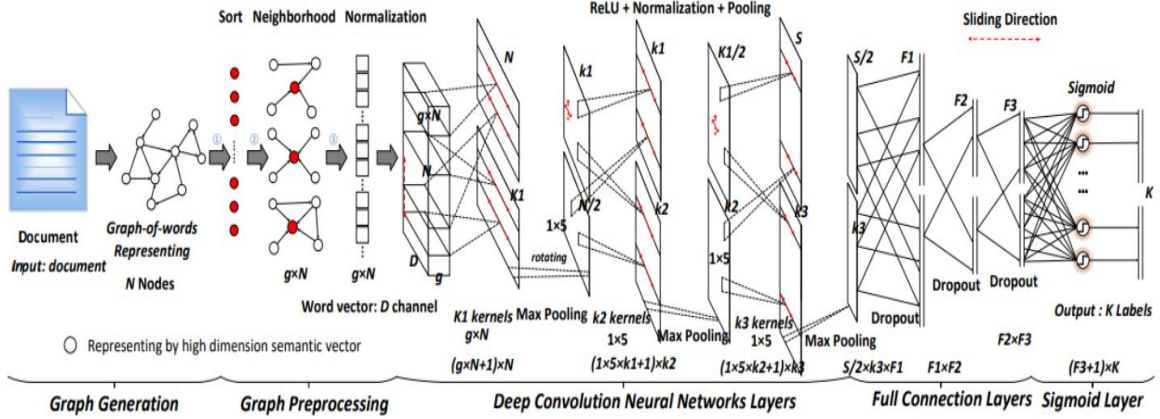 ReLU + Normalization + Pooling
Sort Neighborhood Normalization
Sliding Direction
N
k1
k1
K1/2
S
S/2
F1
F2
F3
Sigmoid
① ② ③
g×N
N
D
g
K1
N/2
1×5
rotating
k2
k2
1×5
k3
k3
K
Document
Input: document
Graph-of-words
Representing
N Nodes
g×N
g×N
Word vector: D channel
K1 kernels
g×N
(g×N+1)×N
Max Pooling
k2 kernels
1×5
(1×5×k1+1)×k2
Max Pooling
k3 kernels
1×5
(1×5×k2+1)×k3
Max Pooling
Dropout
Dropout
Dropout
S/2×k3×F1
F1×F2
F2×F3
Output : K Labels
(F3+1)×K
Representing by high dimension semantic vector
Graph Generation
Graph Preprocessing
Deep Convolution Neural Networks Layers
Full Connection Layers
Sigmoid Layer